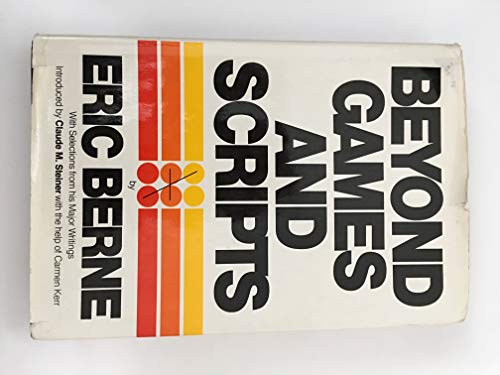 BEYOND
GAMES
AND
SCRIPTS
by
ERIC BERNE
With Selections from his Major Writings
Introduced by Claude M. Steiner with the help of Carmen Kerr